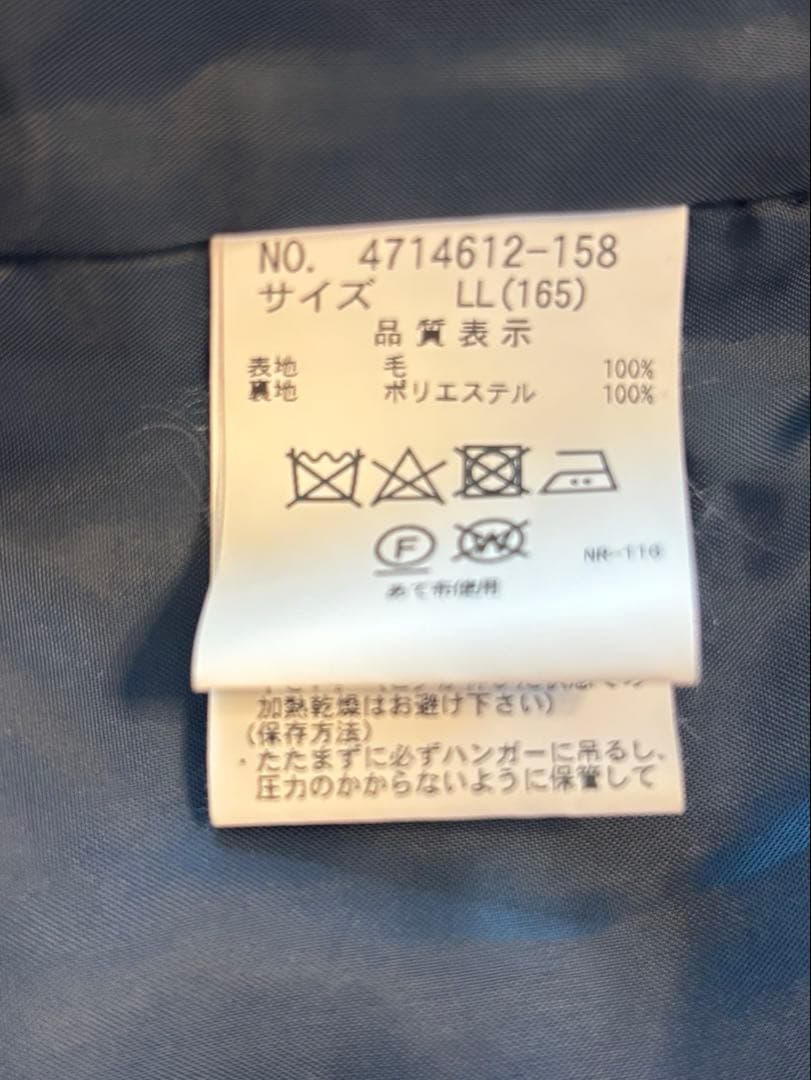 NO. 4714612-158
サイズ LL(165)
品質表示
表地 毛 100%
裏地 ポリエステル 100%
F
W
NR-116
あて布使用
加熱乾燥はお避け下さい)
(保存方法)
・たたまずに必ずハンガーに吊るし、
圧力のかからないように保管して